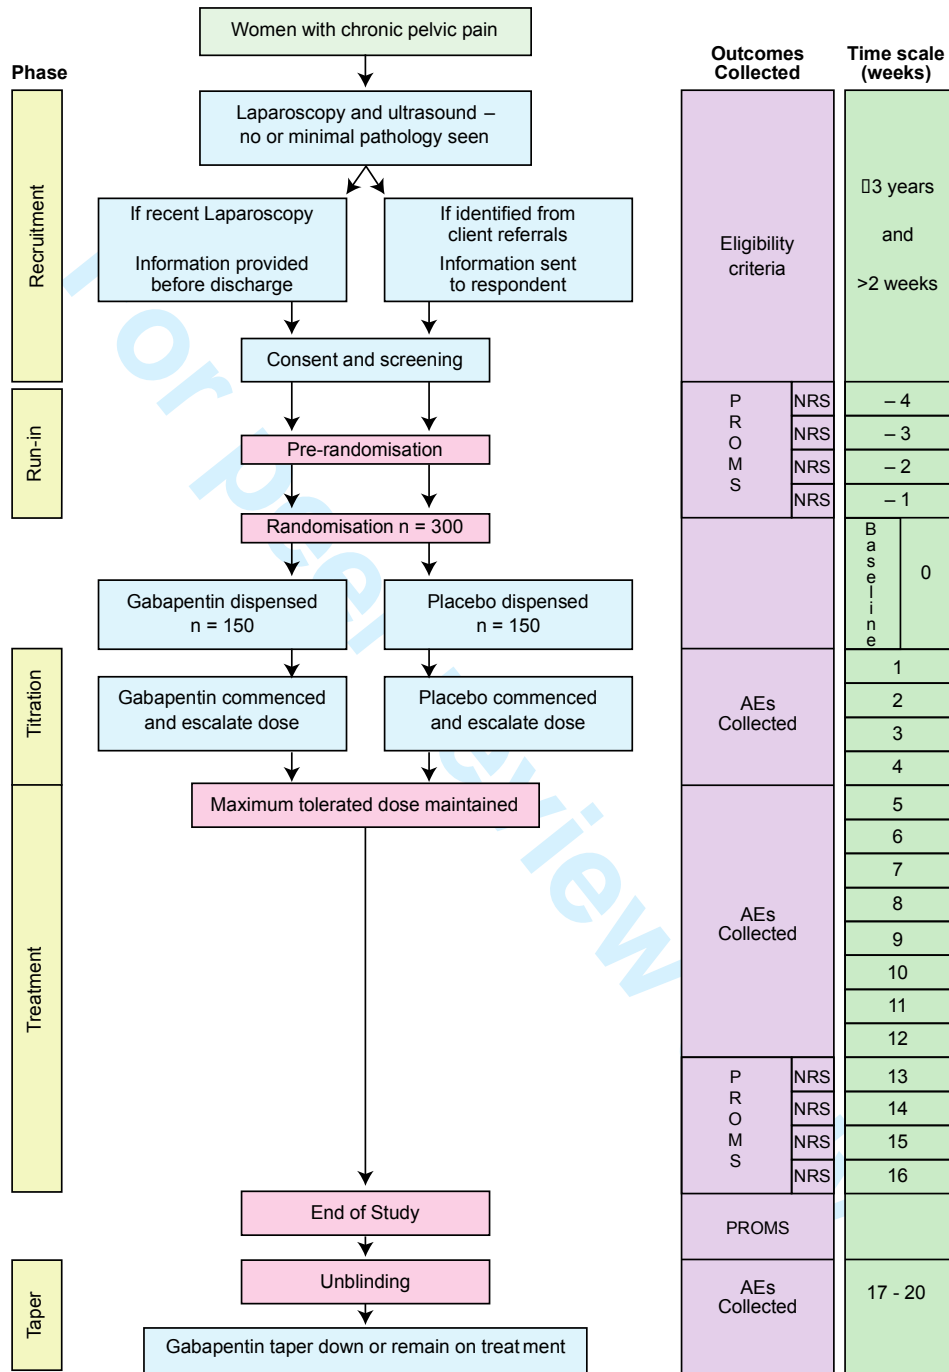 Women with chronic pelvic pain
Phase
Outcomes
Collected
Time scale
(weeks)
Recruitment
Laparoscopy and ultrasound –
no or minimal pathology seen
If recent Laparoscopy
Information provided
before discharge
If identified from
client referrals
Information sent
to respondent
Consent and screening
Eligibility
criteria
▯3 years
and
>2 weeks
Run-in
Pre-randomisation
Randomisation n = 300
PROMS
NRS
– 4
NRS
– 3
NRS
– 2
NRS
– 1
Baseline
0
Gabapentin dispensed
n = 150
Placebo dispensed
n = 150
Titration
Gabapentin commenced
and escalate dose
Placebo commenced
and escalate dose
AEs
Collected
1
2
3
4
Treatment
Maximum tolerated dose maintained
AEs
Collected
5
6
7
8
9
10
11
12
PROMS
NRS
13
NRS
14
NRS
15
NRS
16
End of Study
PROMS
Taper
Unblinding
Gabapentin taper down or remain on treatment
AEs
Collected
17 - 20
For peer review